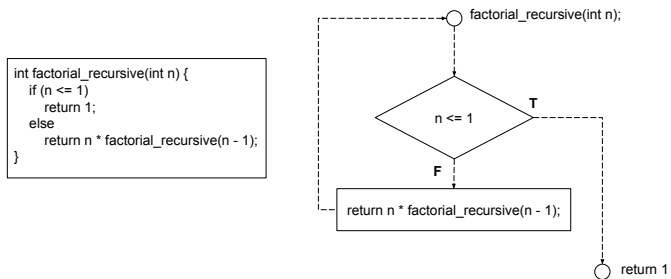 int factorial_recursive(int n) {
if (n <= 1)
return 1;
else
return n * factorial_recursive(n - 1);
}
factorial_recursive(int n);
n <= 1
T
F
return n * factorial_recursive(n - 1);
return 1